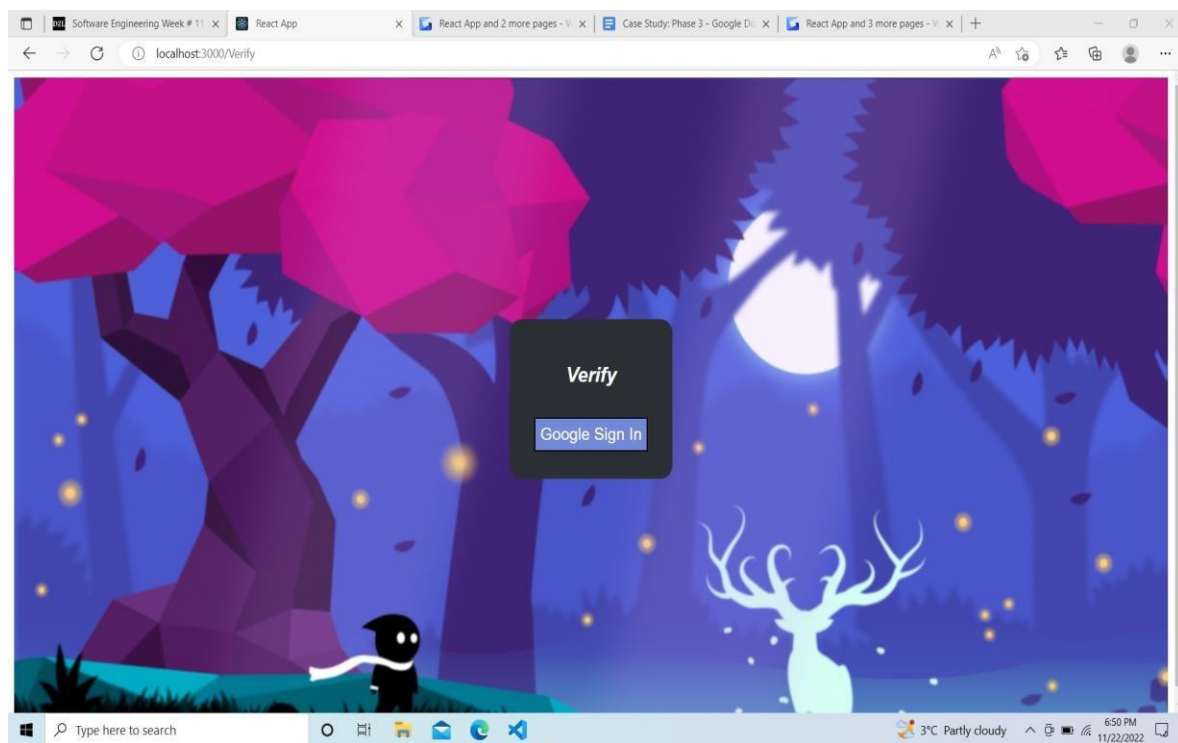 Software Engineering Week # 11
React App
React App and 2 more pages -
Case Study: Phase 3 - Google Do
React App and 3 more pages -
localhost:3000/Verify
Verify
Google Sign In
Type here to search
3°C Partly cloudy
6:50 PM
11/22/2022